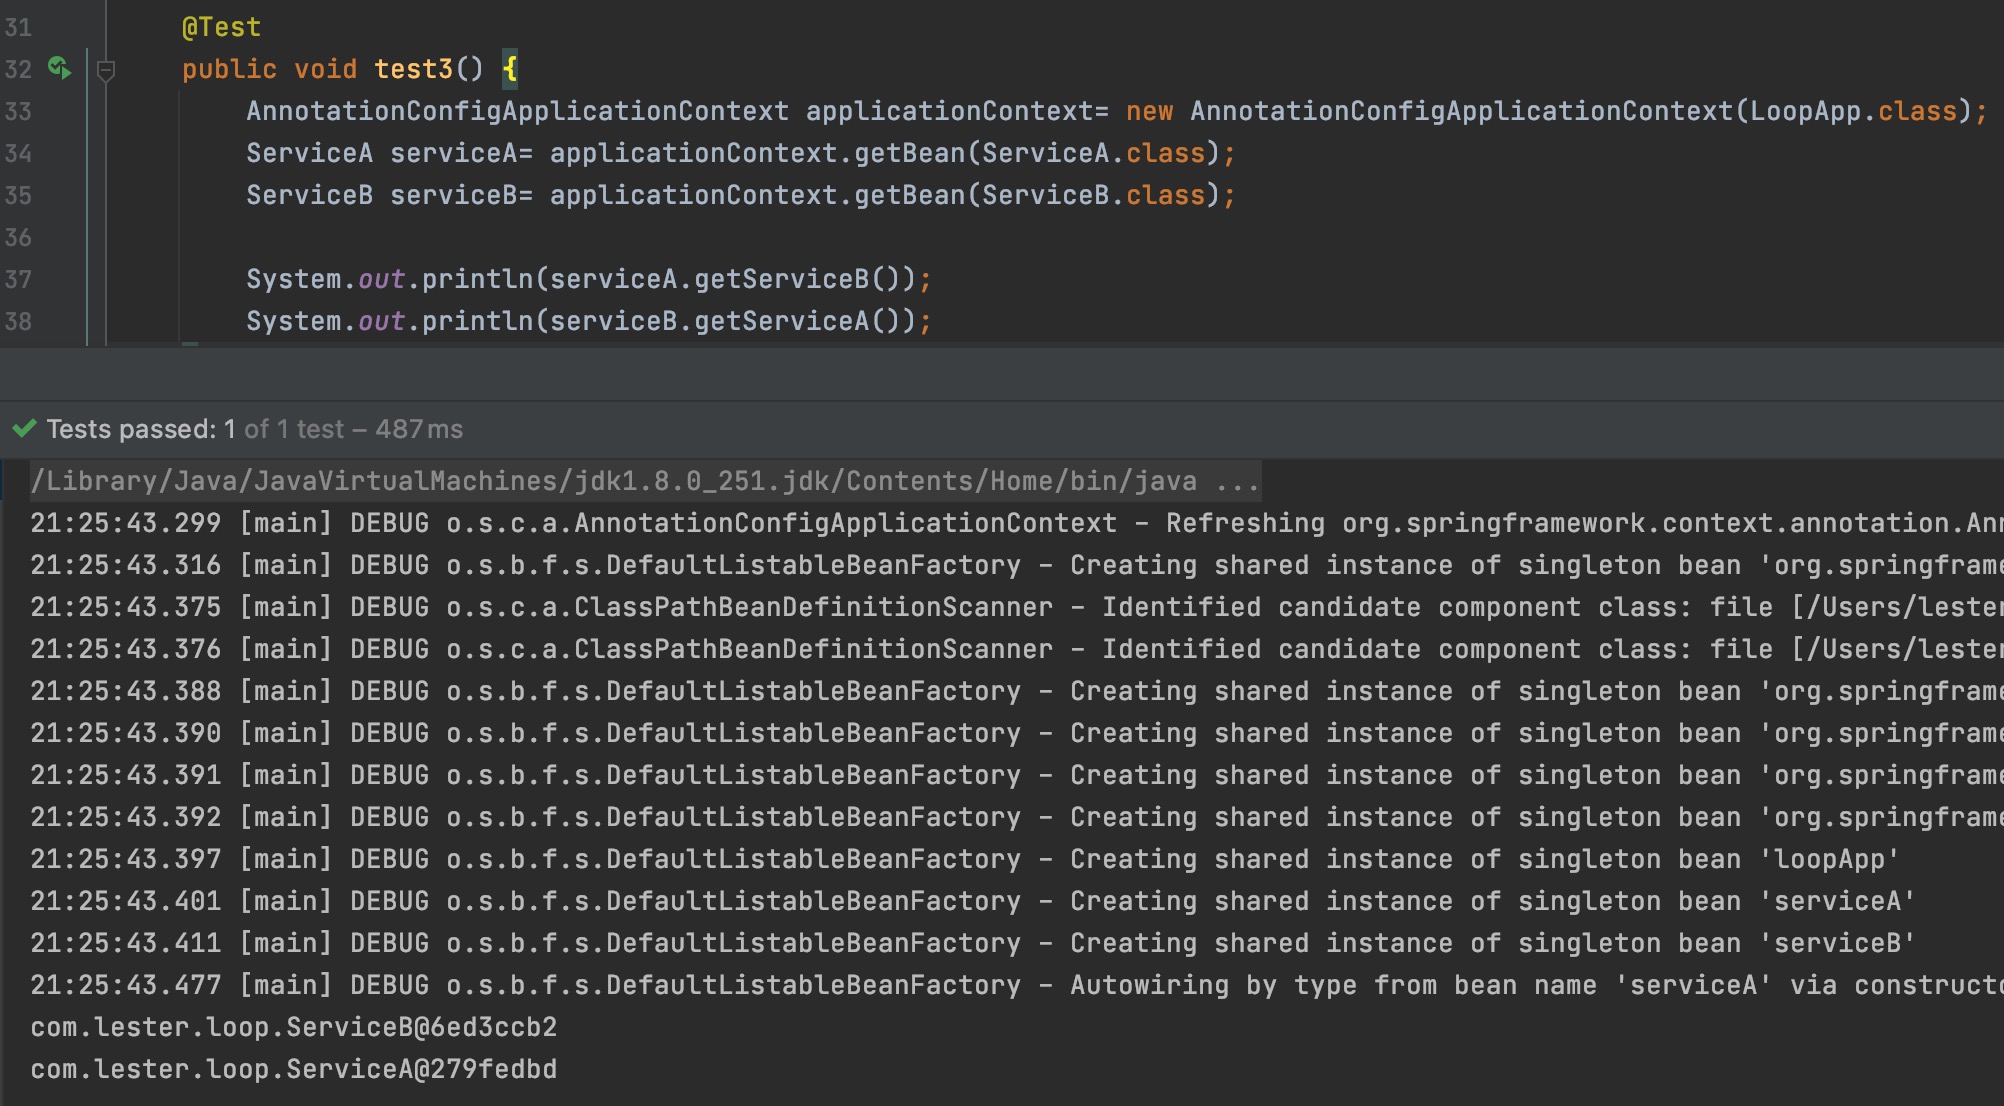 31 @Test
32 public void test3() {
33 AnnotationConfigApplicationContext applicationContext= new AnnotationConfigApplicationContext(LoopApp.class);
34 ServiceA serviceA= applicationContext.getBean(ServiceA.class);
35 ServiceB serviceB= applicationContext.getBean(ServiceB.class);
36
37 System.out.println(serviceA.getServiceB());
38 System.out.println(serviceB.getServiceA());
Tests passed: 1 of 1 test – 487 ms
/Library/Java/JavaVirtualMachines/jdk1.8.0_251.jdk/Contents/Home/bin/java ...
21:25:43.299 [main] DEBUG o.s.c.a.AnnotationConfigApplicationContext - Refreshing org.springframework.context.annotation.Ann
21:25:43.316 [main] DEBUG o.s.b.f.s.DefaultListableBeanFactory - Creating shared instance of singleton bean 'org.springframe
21:25:43.375 [main] DEBUG o.s.c.a.ClassPathBeanDefinitionScanner - Identified candidate component class: file [/Users/lester
21:25:43.376 [main] DEBUG o.s.c.a.ClassPathBeanDefinitionScanner - Identified candidate component class: file [/Users/lester
21:25:43.388 [main] DEBUG o.s.b.f.s.DefaultListableBeanFactory - Creating shared instance of singleton bean 'org.springframe
21:25:43.390 [main] DEBUG o.s.b.f.s.DefaultListableBeanFactory - Creating shared instance of singleton bean 'org.springframe
21:25:43.391 [main] DEBUG o.s.b.f.s.DefaultListableBeanFactory - Creating shared instance of singleton bean 'org.springframe
21:25:43.392 [main] DEBUG o.s.b.f.s.DefaultListableBeanFactory - Creating shared instance of singleton bean 'org.springframe
21:25:43.397 [main] DEBUG o.s.b.f.s.DefaultListableBeanFactory - Creating shared instance of singleton bean 'loopApp'
21:25:43.401 [main] DEBUG o.s.b.f.s.DefaultListableBeanFactory - Creating shared instance of singleton bean 'serviceA'
21:25:43.411 [main] DEBUG o.s.b.f.s.DefaultListableBeanFactory - Creating shared instance of singleton bean 'serviceB'
21:25:43.477 [main] DEBUG o.s.b.f.s.DefaultListableBeanFactory - Autowiring by type from bean name 'serviceA' via constructo
com.lester.loop.ServiceB@6ed3ccb2
com.lester.loop.ServiceA@279fedbd